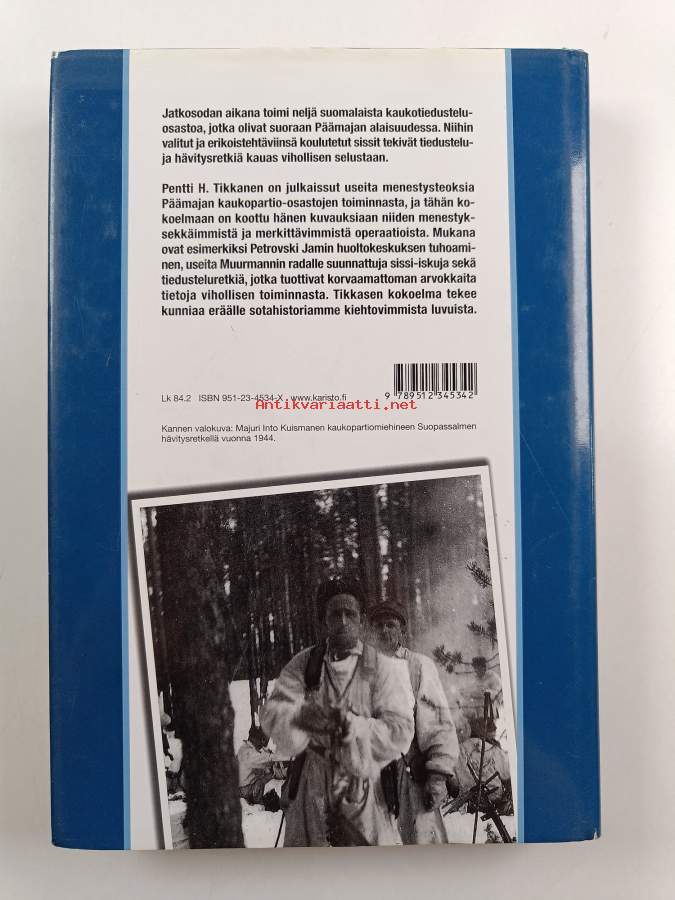 Jatkosodan aikana toimi neljä suomalaista kaukotiedustelu-
osastoa, jotka olivat suoraan Päämajan alaisuudessa. Niihin
valitut ja erikoistehtäviinsä koulutetut sissit tekivät tiedustelu-
ja hävitysretkiä kauas vihollisen selustaan.
Pentti H. Tikkanen on julkaissut useita menestysteoksia
Päämajan kaukopartio-osastojen toiminnasta, ja tähän ko-
koelmaan on koottu hänen kuvauksiaan niiden menestyk-
sekkäimmistä ja merkittävimmistä operaatioista. Mukana
ovat esimerkiksi Petrovski Jamin huoltokeskuksen tuhoami-
nen, useita Muurmannin radalle suunnattuja sissi-iskuja sekä
tiedusteluretkiä, jotka tuottivat korvaamattoman arvokkaita
tietoja vihollisen toiminnasta. Tikkasen kokoelma tekee
kunniaa eräälle sotahistoriamme kiehtovimmista luvuista.
Lk 84.2 ISBN 951-23-4534-X . www.karisto.fi
9 789512 345342
Antikvariaatti.net
Kannen valokuva: Majuri Into Kuismanen kaukopartiomiehineen Suopassalmen
hävitysretkellä vuonna 1944.